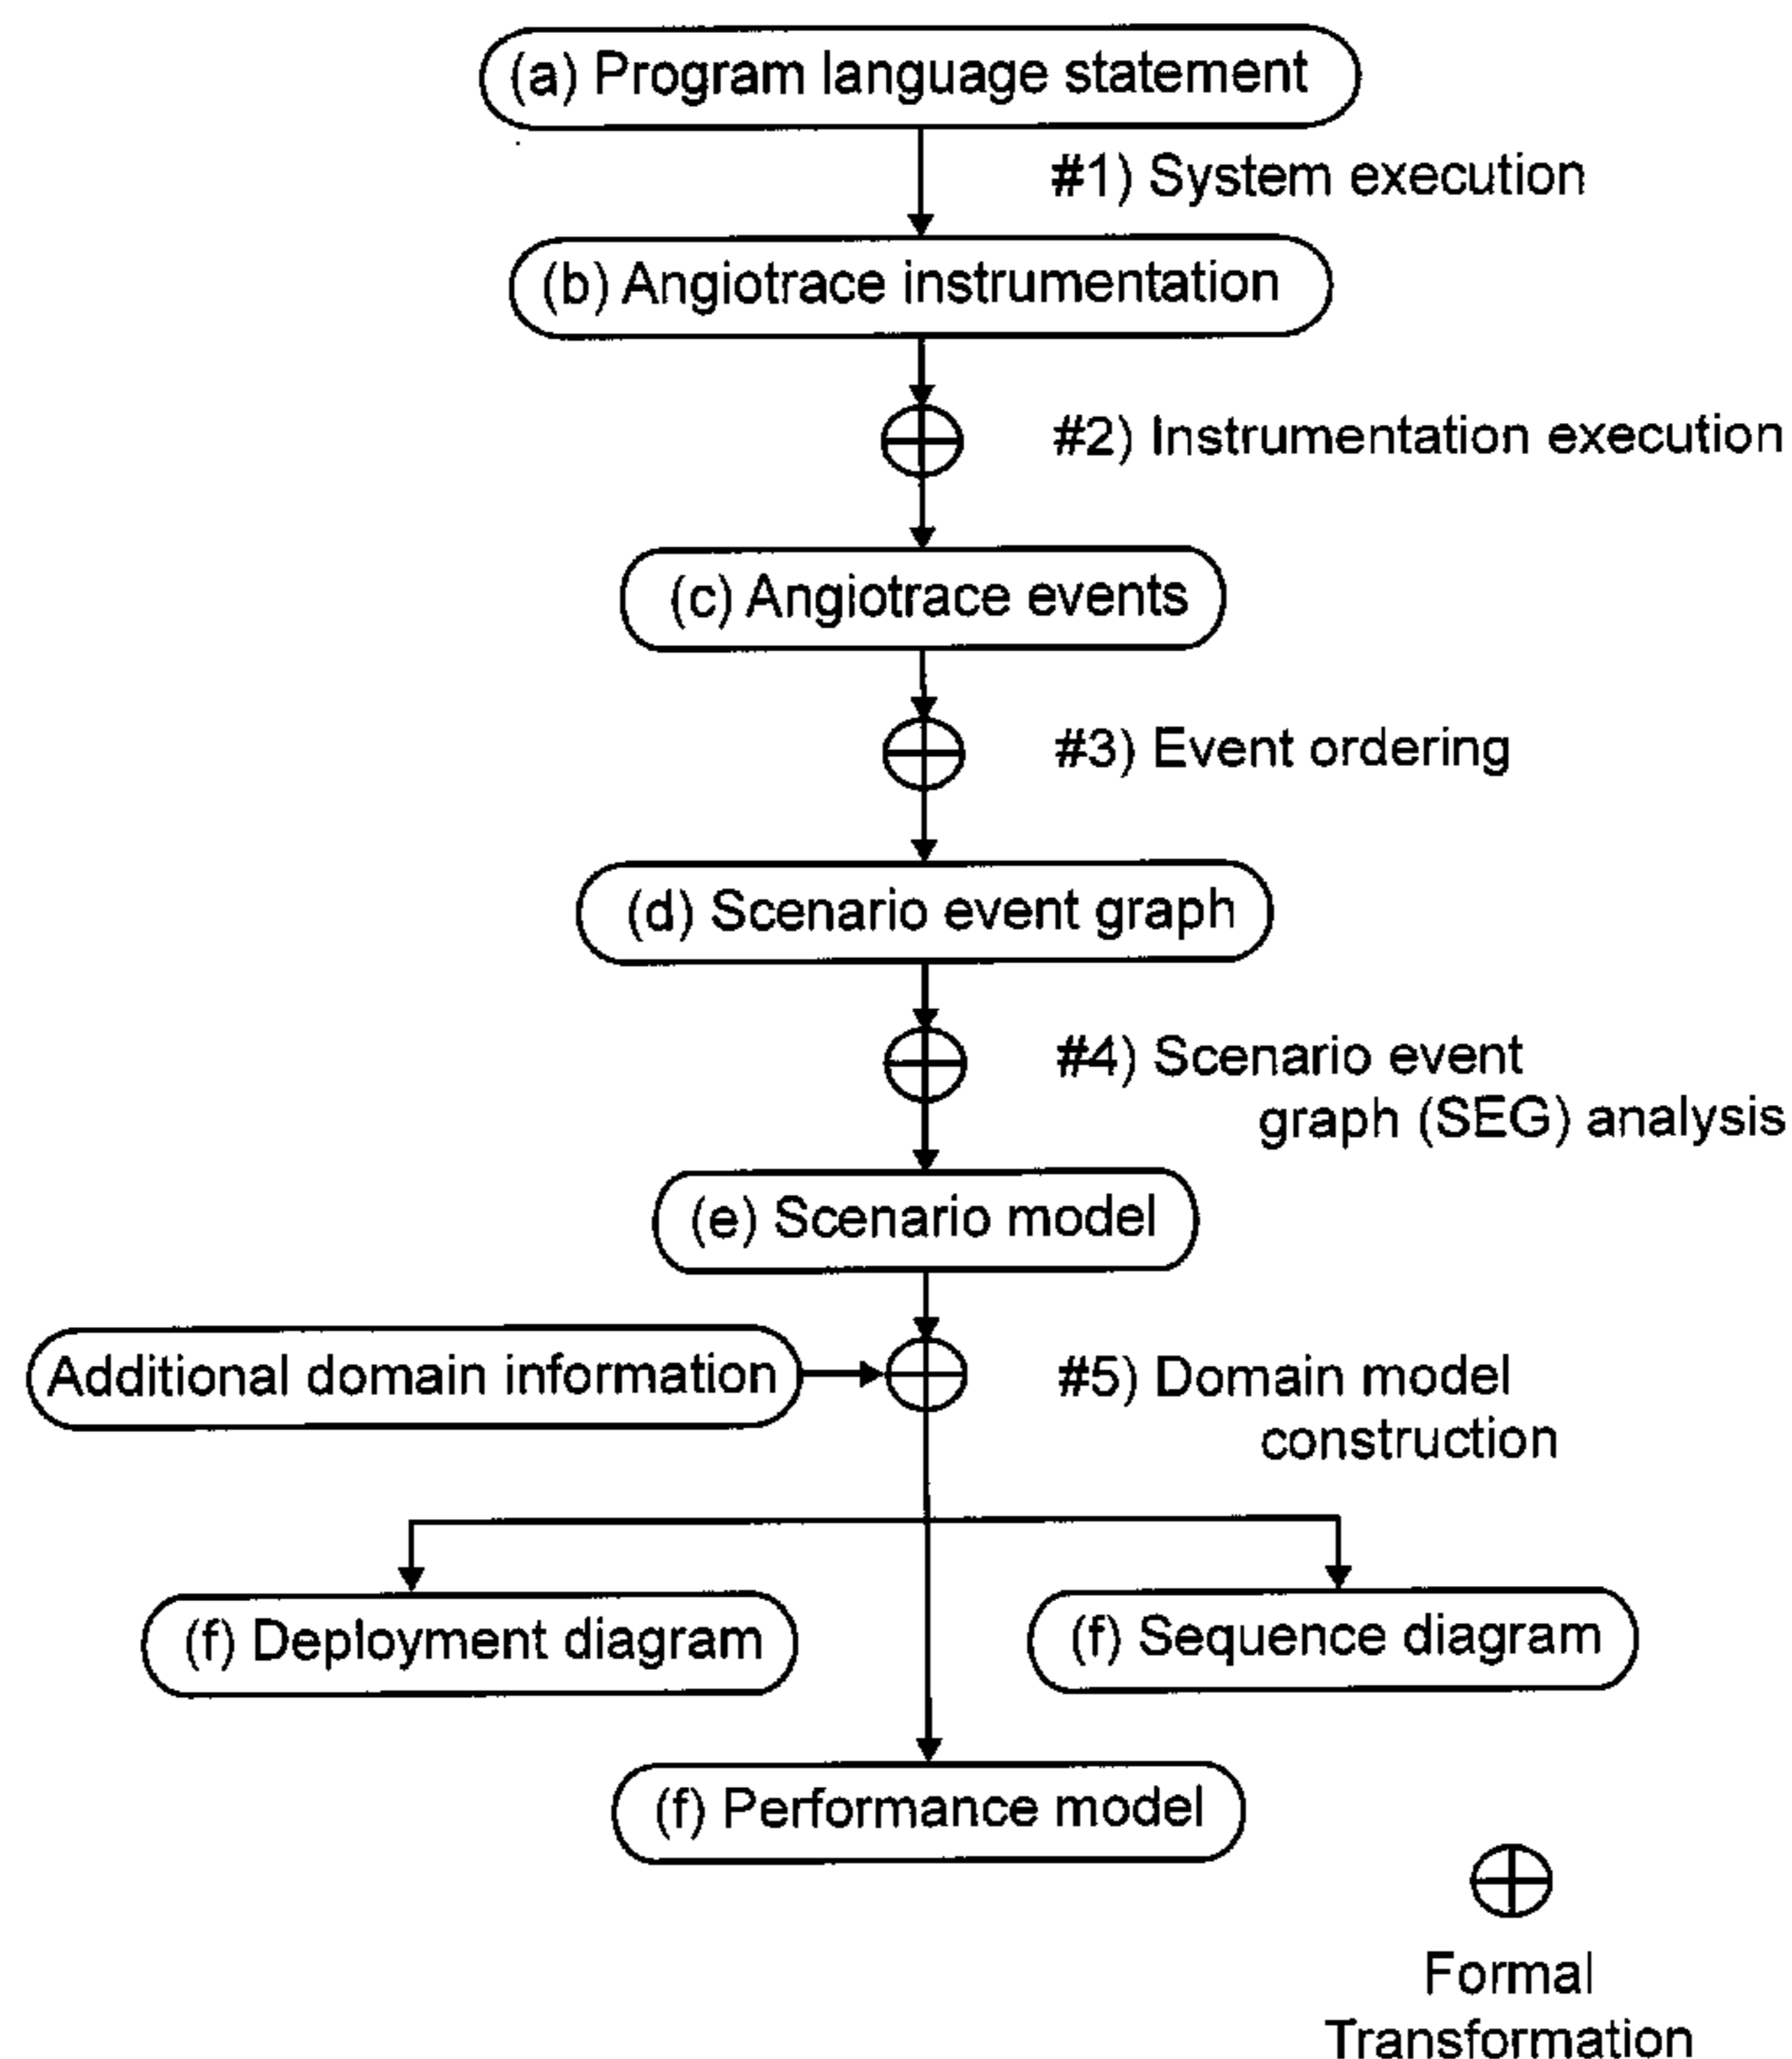 (a) Program language statement
#1) System execution
(b) Angiotrace instrumentation
#2) Instrumentation execution
(c) Angiotrace events
#3) Event ordering
(d) Scenario event graph
#4) Scenario event
graph (SEG) analysis
(e) Scenario model
Additional domain information
#5) Domain model
construction
(f) Deployment diagram
(f) Sequence diagram
(f) Performance model
Formal
Transformation